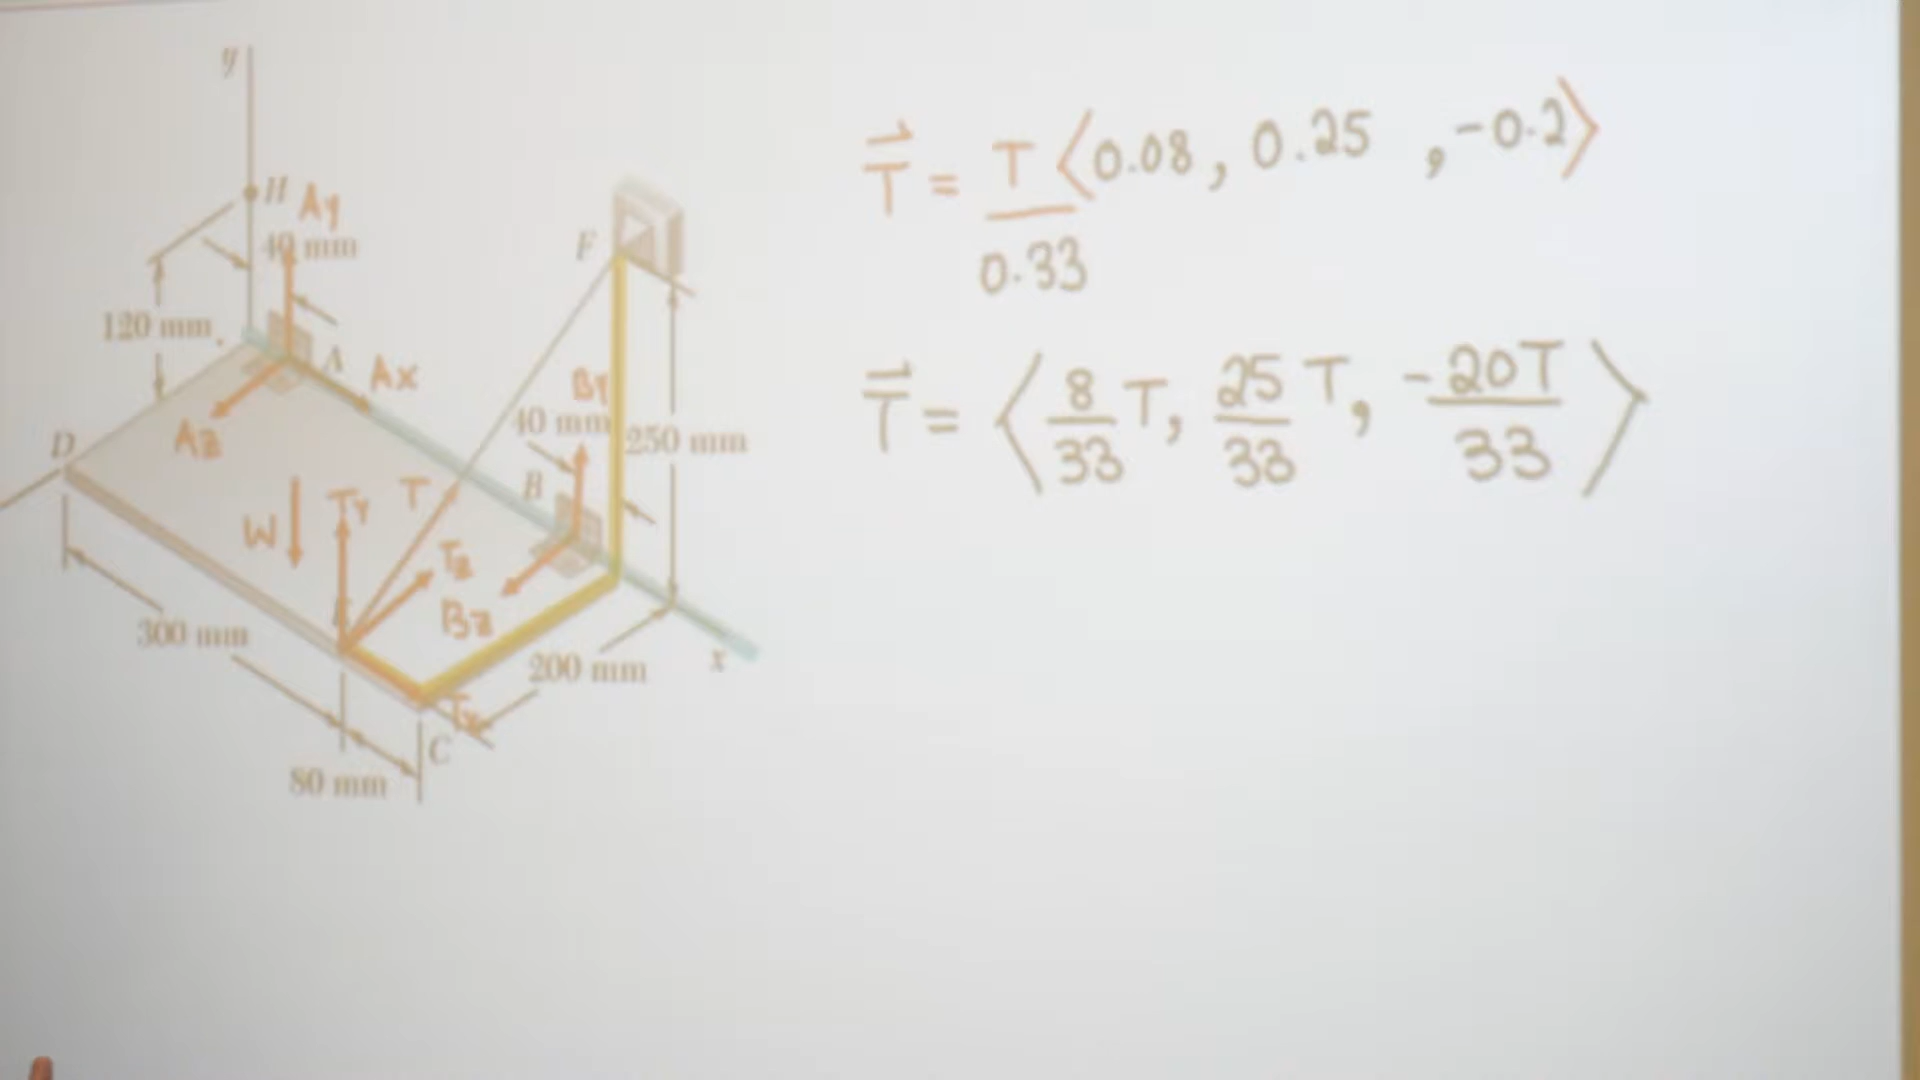 y
H
Ay
40 mm
120 mm
A
Ax
Az
D
F
By
40 mm
250 mm
B
W
Ty
T
Tz
Bz
300 mm
200 mm
x
Tx
C
80 mm
T = T/0.33 ⟨0.08, 0.25, -0.2⟩
T = ⟨8/33 T, 25/33 T, -20T/33⟩